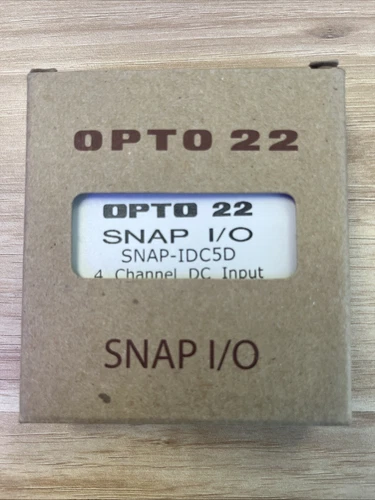 OPTO 22
OPTO 22
SNAP I/O
SNAP-IDC5D
4 Channel DC Input
SNAP I/O